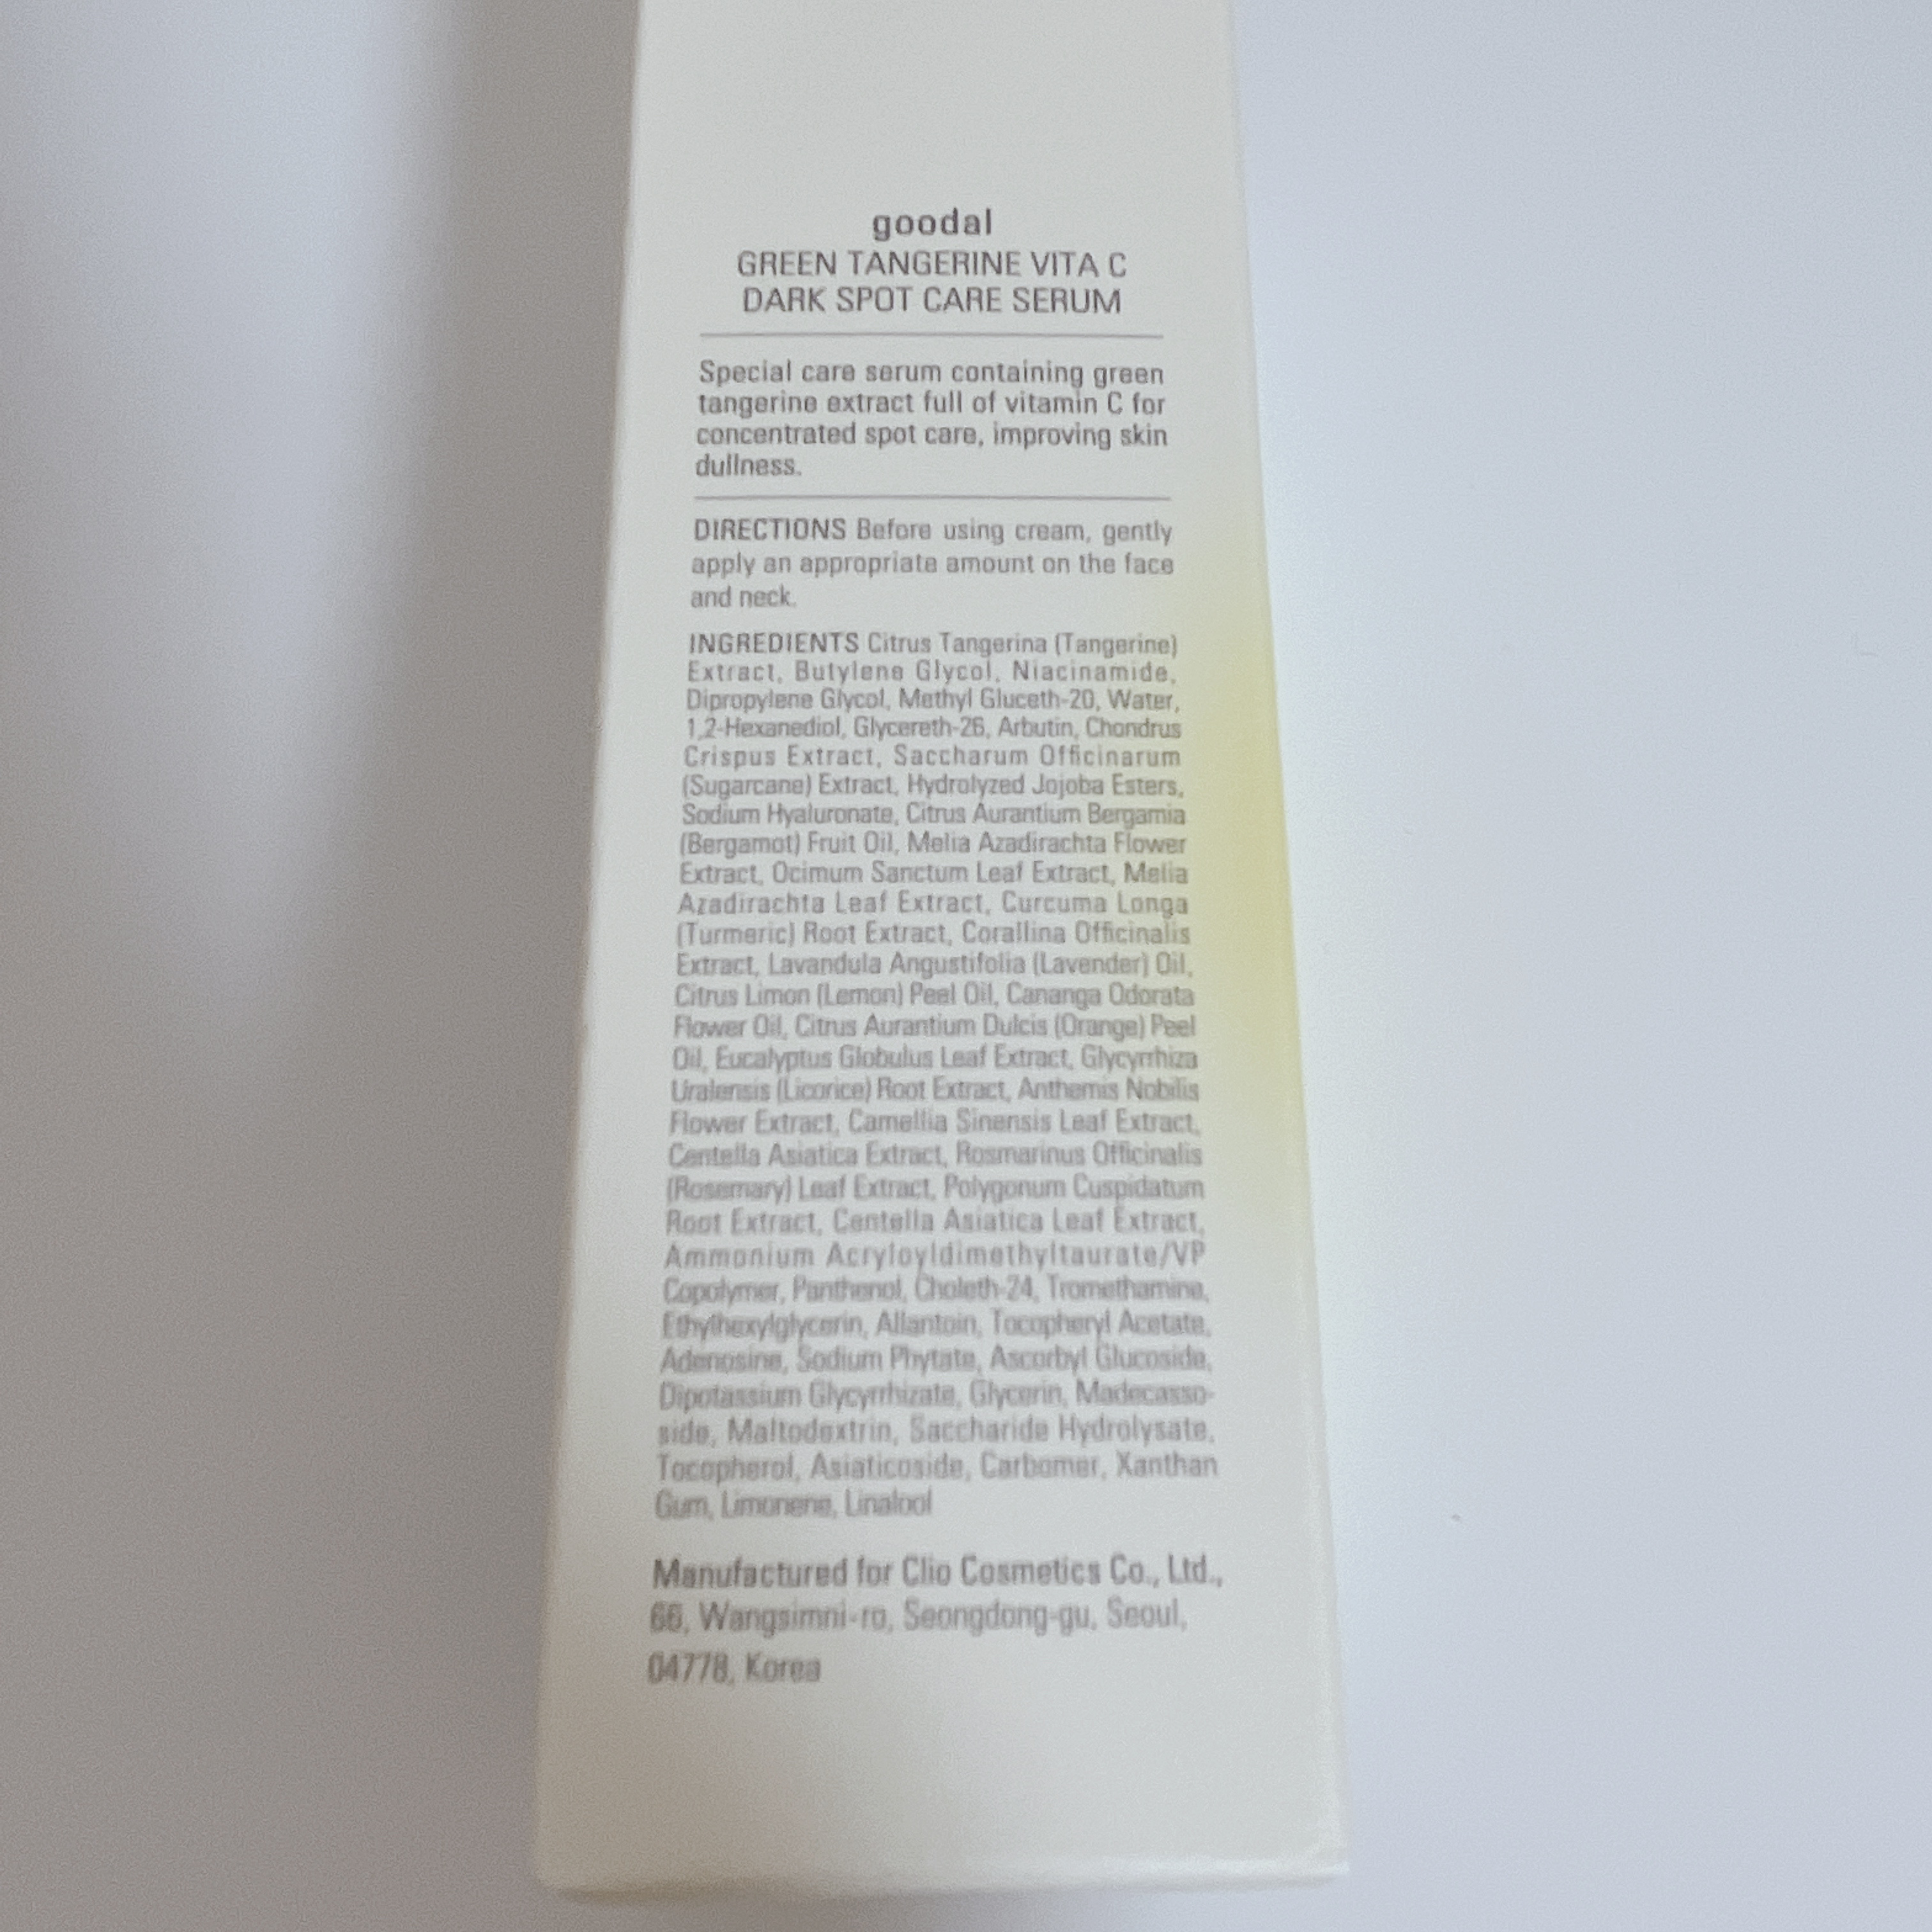 goodal
GREEN TANGERINE VITA C
DARK SPOT CARE SERUM
Special care serum containing green
tangerine extract full of vitamin C for
concentrated spot care, improving skin
dullness.
DIRECTIONS Before using cream, gently
apply an appropriate amount on the face
and neck.
INGREDIENTS Citrus Tangerina (Tangerine)
Extract, Butylene Glycol, Niacinamide,
Dipropylene Glycol, Methyl Gluceth-20, Water,
1,2-Hexanediol, Glycereth-26, Arbutin, Chondrus
Crispus Extract, Saccharum Officinarum
(Sugarcane) Extract, Hydrolyzed Jojoba Esters,
Sodium Hyaluronate, Citrus Aurantium Bergamia
(Bergamot) Fruit Oil, Melia Azadirachta Flower
Extract, Ocimum Sanctum Leaf Extract, Melia
Azadirachta Leaf Extract, Curcuma Longa
(Turmeric) Root Extract, Corallina Officinalis
Extract, Lavandula Angustifolia (Lavender) Oil,
Citrus Limon (Lemon) Peel Oil, Cananga Odorata
Flower Oil, Citrus Aurantium Dulcis (Orange) Peel
Oil, Eucalyptus Globulus Leaf Extract, Glycyrrhiza
Uralensis (Licorice) Root Extract, Anthemis Nobilis
Flower Extract, Camellia Sinensis Leaf Extract,
Centella Asiatica Extract, Rosmarinus Officinalis
(Rosemary) Leaf Extract, Polygonum Cuspidatum
Root Extract, Centella Asiatica Leaf Extract,
Ammonium Acryloyldimethyltaurate/VP
Copolymer, Panthenol, Choleth-24, Tromethamine,
Ethylhexylglycerin, Allantoin, Tocopheryl Acetate,
Adenosine, Sodium Phytate, Ascorbyl Glucoside,
Dipotassium Glycyrrhizate, Glycerin, Madecasso-
side, Maltodextrin, Saccharide Hydrolysate,
Tocopherol, Asiaticoside, Carbomer, Xanthan
Gum, Limonene, Linalool
Manufactured for Clio Cosmetics Co., Ltd.,
66, Wangsimni-ro, Seongdong-gu, Seoul,
04778, Korea